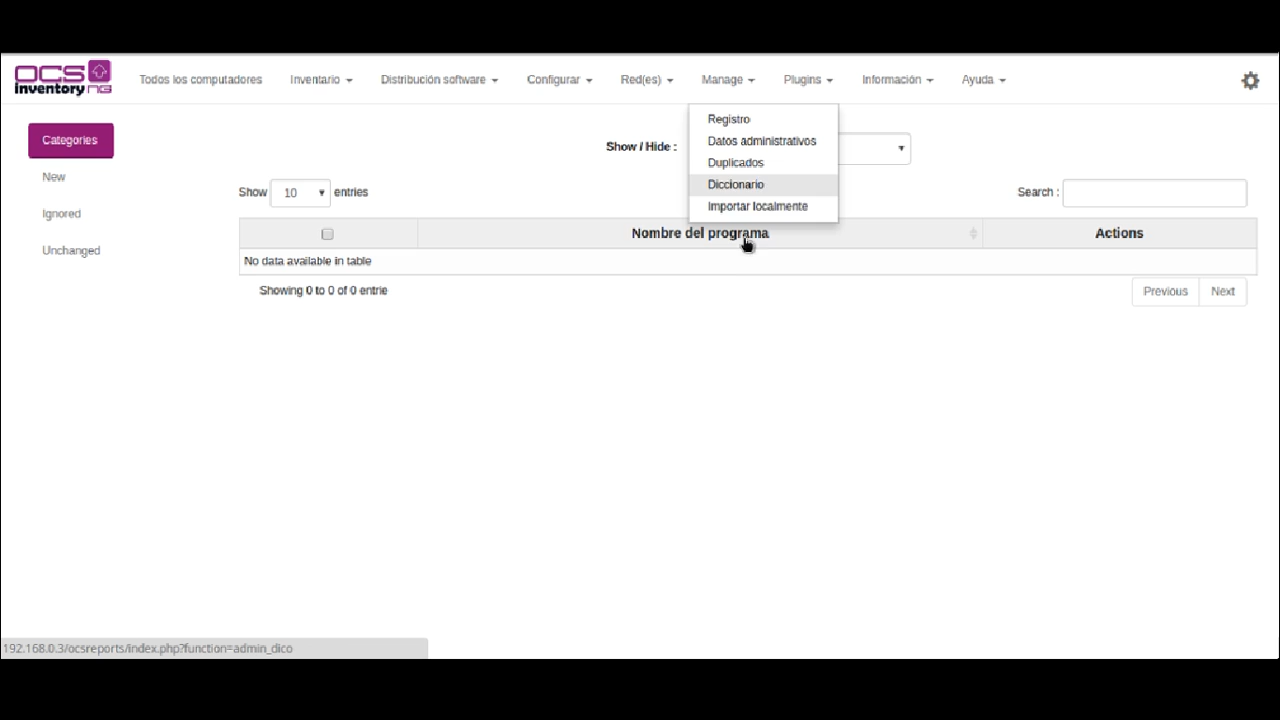 OCS
inventory NG
Todos los computadores
Inventario
Distribución software
Configurar
Red(es)
Manage
Plugins
Información
Ayuda
Registro
Datos administrativos
Duplicados
Diccionario
Importar localmente
Categories
New
Ignored
Unchanged
Show / Hide :
Show 10 entries
Search :
Nombre del programa
Actions
No data available in table
Showing 0 to 0 of 0 entrie
Previous
Next
192.168.0.3/ocsreports/index.php?function=admin_dico